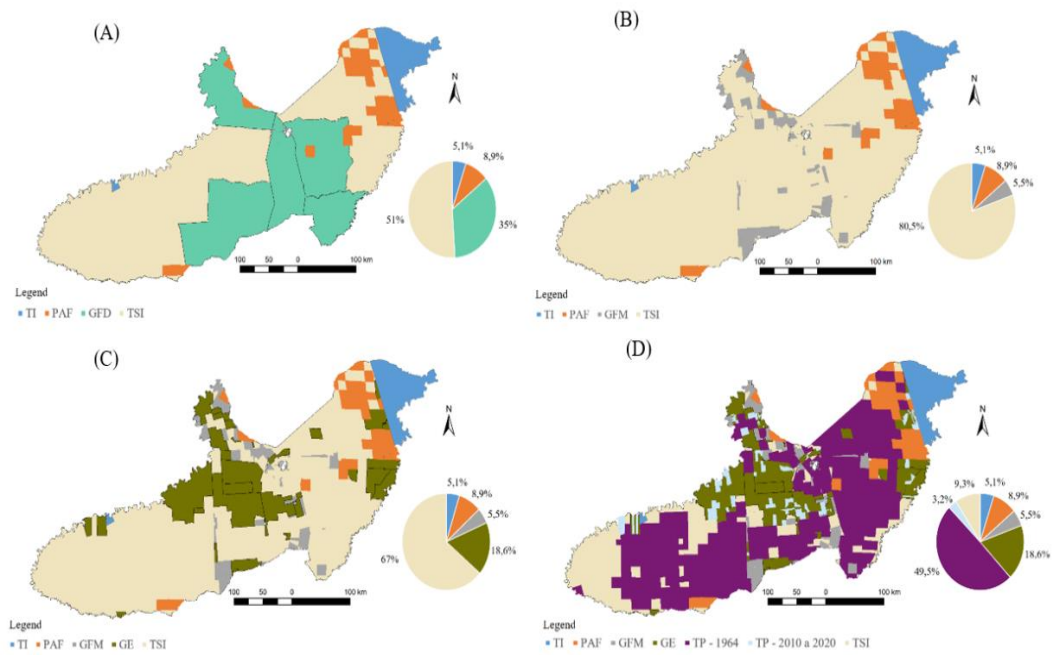 (A)
N
5,1%
8,9%
51%
35%
100 50 0 100 km
Legend
TI PAF GFD TSI
(B)
N
5,1%
8,9%
5,5%
80,5%
100 50 0 100 km
Legend
TI PAF GFM TSI
(C)
N
5,1%
8,9%
5,5%
18,6%
67%
100 50 0 100 km
Legend
TI PAF GFM GE TSI
(D)
N
9,3%
5,1%
3,2%
8,9%
5,5%
18,6%
49,5%
100 50 0 100 km
Legend
TI PAF GFM GE TP - 1964 TP - 2010 a 2020 TSI